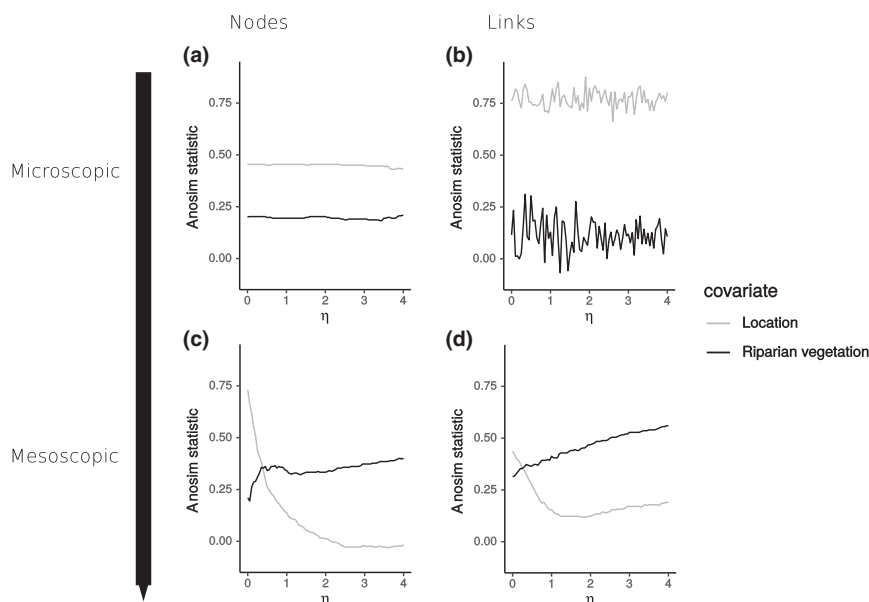 Nodes
Links
(a)
(b)
Microscopic
Anosim statistic
0.75
0.50
0.25
0.00
0 1 2 3 4
η
Anosim statistic
0.75
0.50
0.25
0.00
0 1 2 3 4
η
covariate
Location
Riparian vegetation
(c)
(d)
Mesoscopic
Anosim statistic
0.75
0.50
0.25
0.00
0 1 2 3 4
η
Anosim statistic
0.75
0.50
0.25
0.00
0 1 2 3 4
η